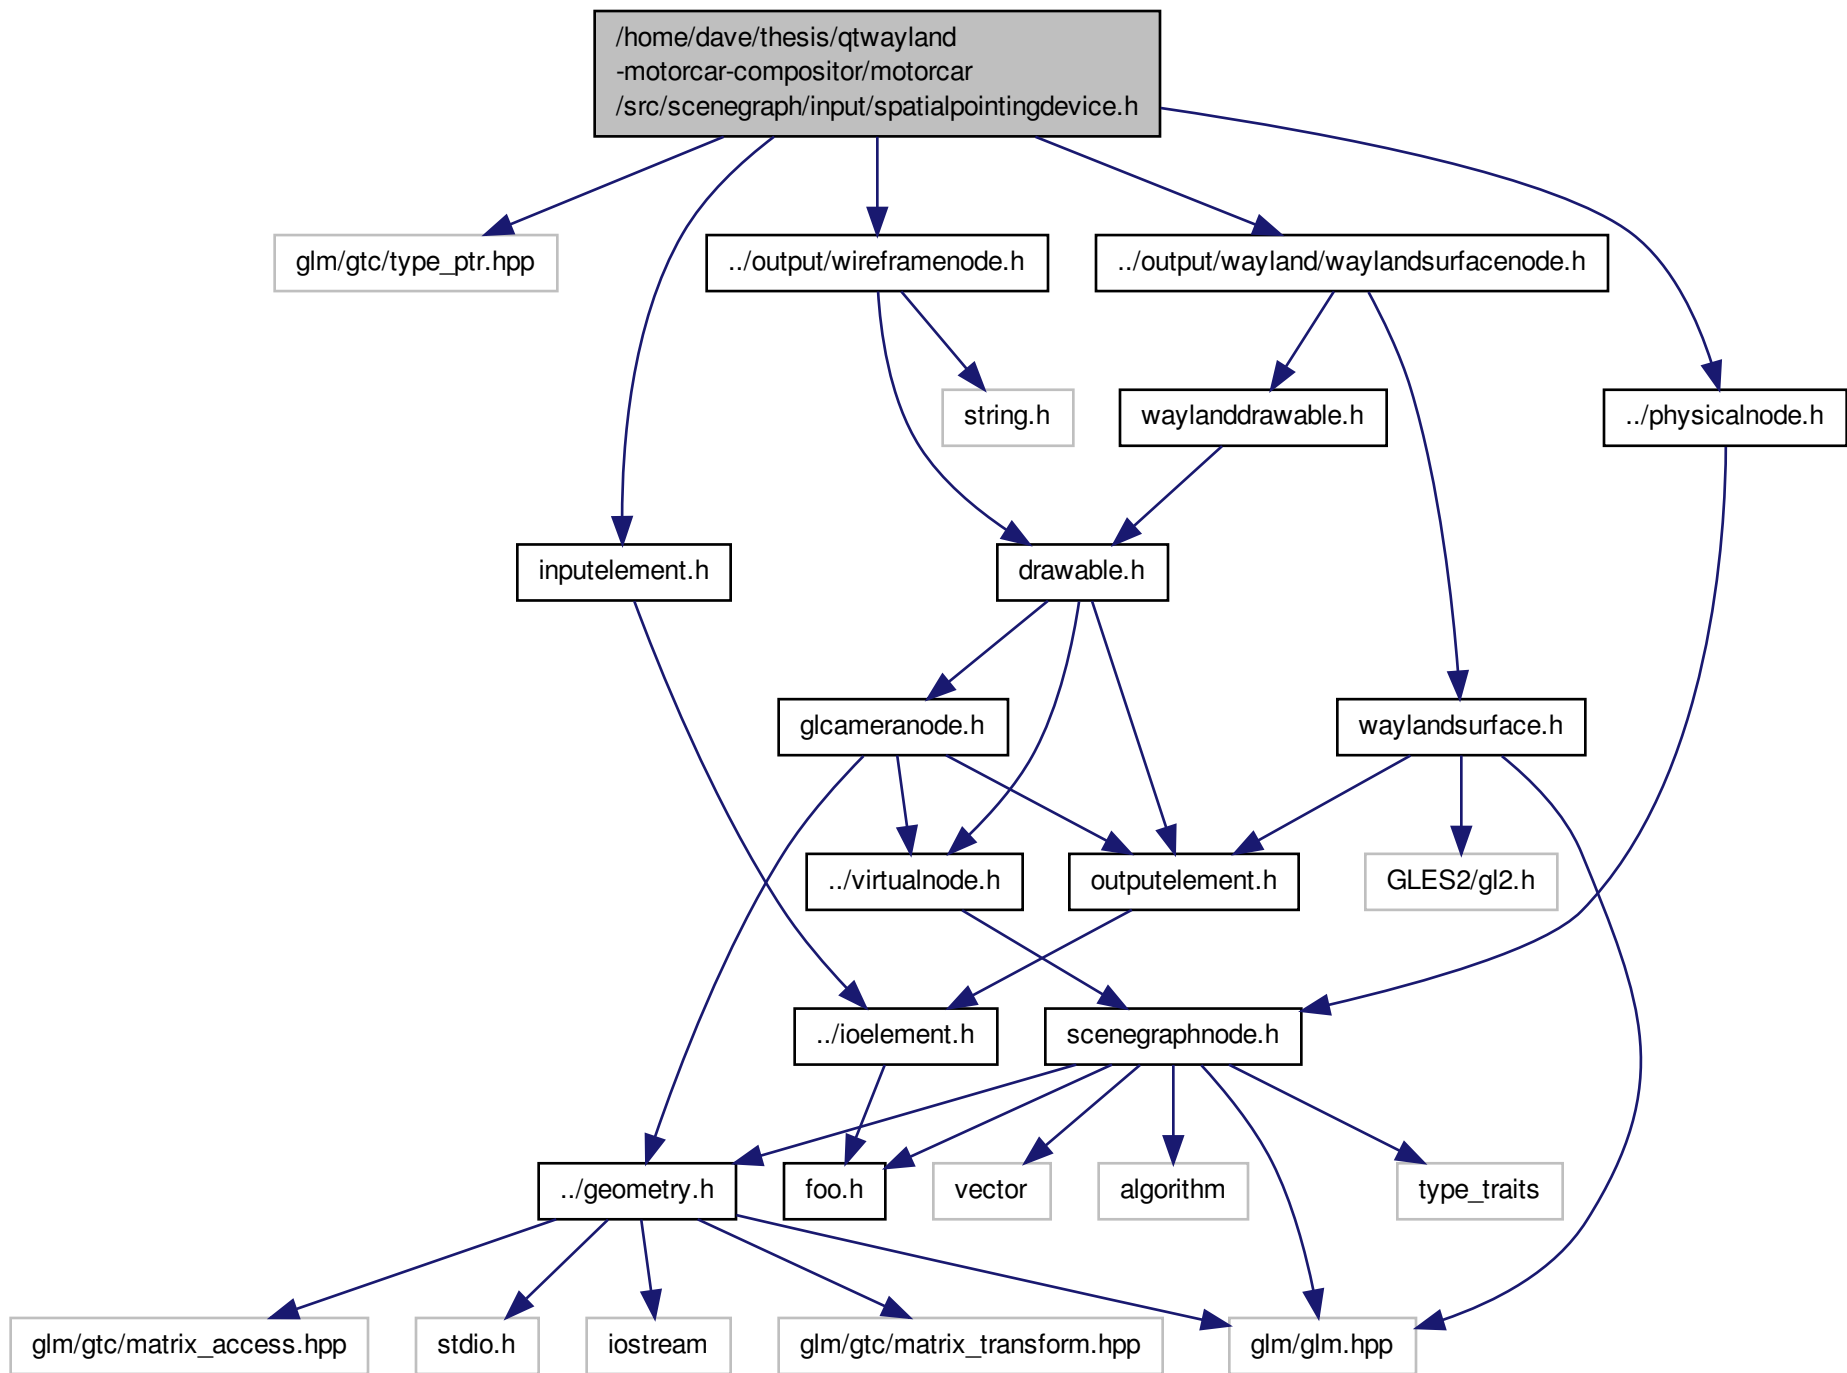 /home/dave/thesis/qtwayland
-motorcar-compositor/motorcar
/src/scenegraph/input/spatialpointingdevice.h
glm/gtc/type_ptr.hpp
../output/wireframenode.h
../output/wayland/waylandsurfacenode.h
string.h
waylanddrawable.h
../physicalnode.h
inputelement.h
drawable.h
glcameranode.h
waylandsurface.h
../virtualnode.h
outputelement.h
GLES2/gl2.h
../ioelement.h
scenegraphnode.h
../geometry.h
foo.h
vector
algorithm
type_traits
glm/gtc/matrix_access.hpp
stdio.h
iostream
glm/gtc/matrix_transform.hpp
glm/glm.hpp